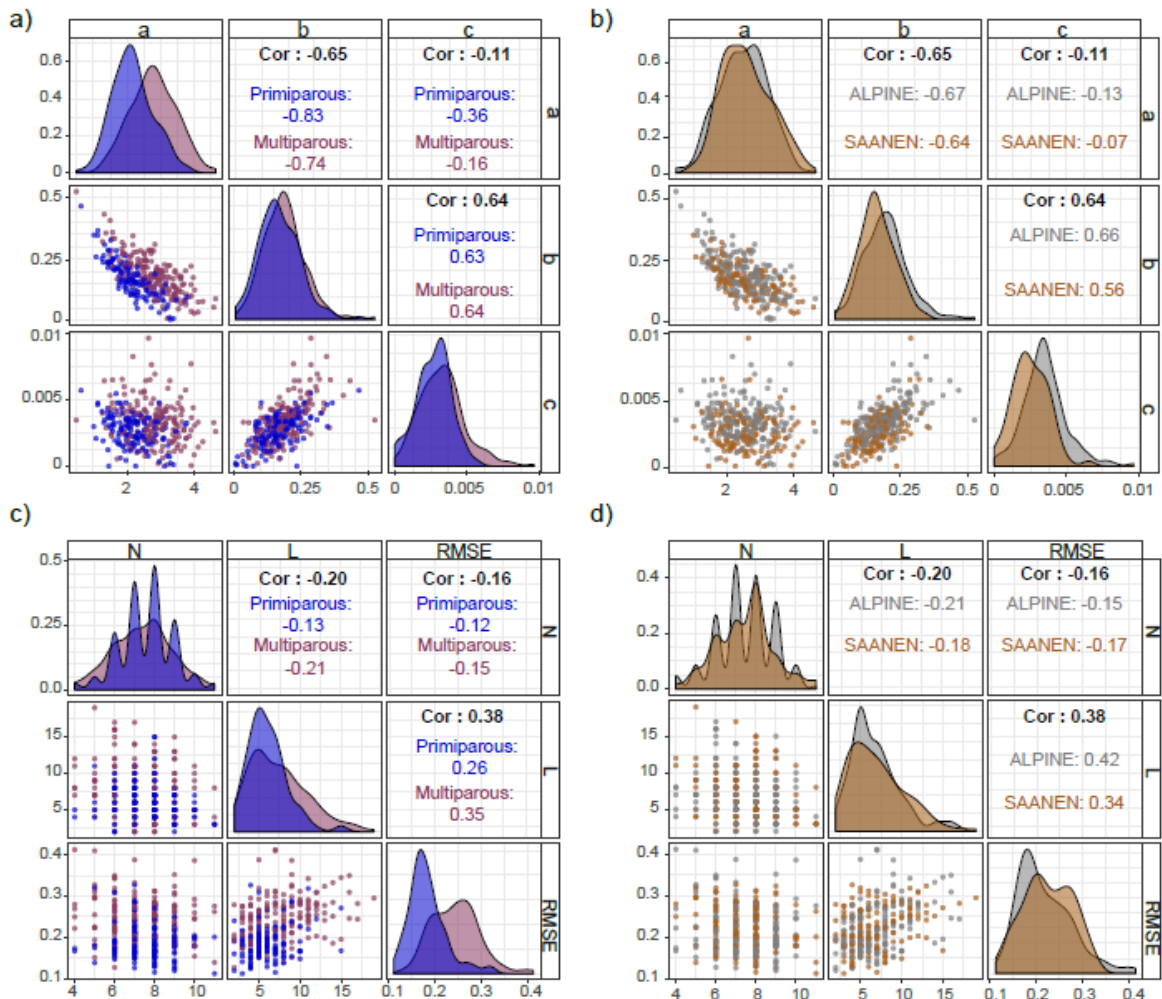 a)
a b c
0.6
0.4
0.2
0
Cor : -0.65
Primiparous:
-0.83
Multiparous:
-0.74
Cor : -0.11
Primiparous:
-0.36
Multiparous:
-0.16
a
0.5
0.25
0
Cor : 0.64
Primiparous:
0.63
Multiparous:
0.64
b
0.01
0.005
0
c
2 4 0 0.25 0.5 0 0.005 0.01
b)
a b c
0.6
0.4
0.2
0
Cor : -0.65
ALPINE: -0.67
SAANEN: -0.64
Cor : -0.11
ALPINE: -0.13
SAANEN: -0.07
a
0.5
0.25
0
Cor : 0.64
ALPINE: 0.66
SAANEN: 0.56
b
0.01
0.005
0
c
2 4 0 0.25 0.5 0 0.005 0.01
c)
N L RMSE
0.5
0.25
0.0
Cor : -0.20
Primiparous:
-0.13
Multiparous:
-0.21
Cor : -0.16
Primiparous:
-0.12
Multiparous:
-0.15
N
15
10
5
Cor : 0.38
Primiparous:
0.26
Multiparous:
0.35
L
0.4
0.3
0.2
0.1
RMSE
4 6 8 10 5 10 15 0.1 0.2 0.3 0.4
d)
N L RMSE
0.4
0.2
0.0
Cor : -0.20
ALPINE: -0.21
SAANEN: -0.18
Cor : -0.16
ALPINE: -0.15
SAANEN: -0.17
N
15
10
5
Cor : 0.38
ALPINE: 0.42
SAANEN: 0.34
L
0.4
0.3
0.2
0.1
RMSE
4 6 8 10 5 10 15 0.1 0.2 0.3 0.4